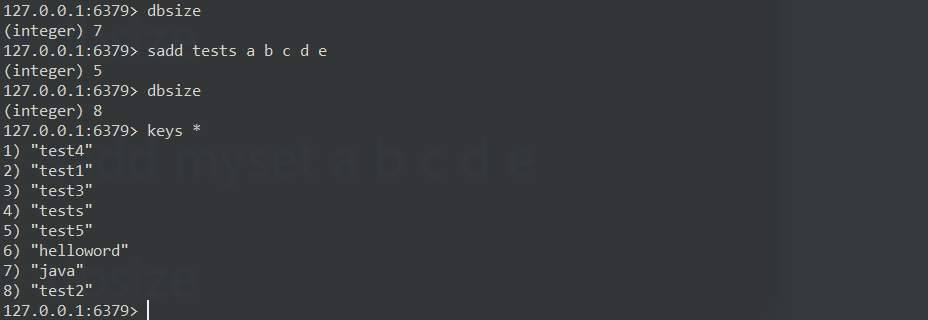 127.0.0.1:6379> dbsize
(integer) 7
127.0.0.1:6379> sadd tests a b c d e
(integer) 5
127.0.0.1:6379> dbsize
(integer) 8
127.0.0.1:6379> keys *
1) "test4"
2) "test1"
3) "test3"
4) "tests"
5) "test5"
6) "helloword"
7) "java"
8) "test2"
127.0.0.1:6379>